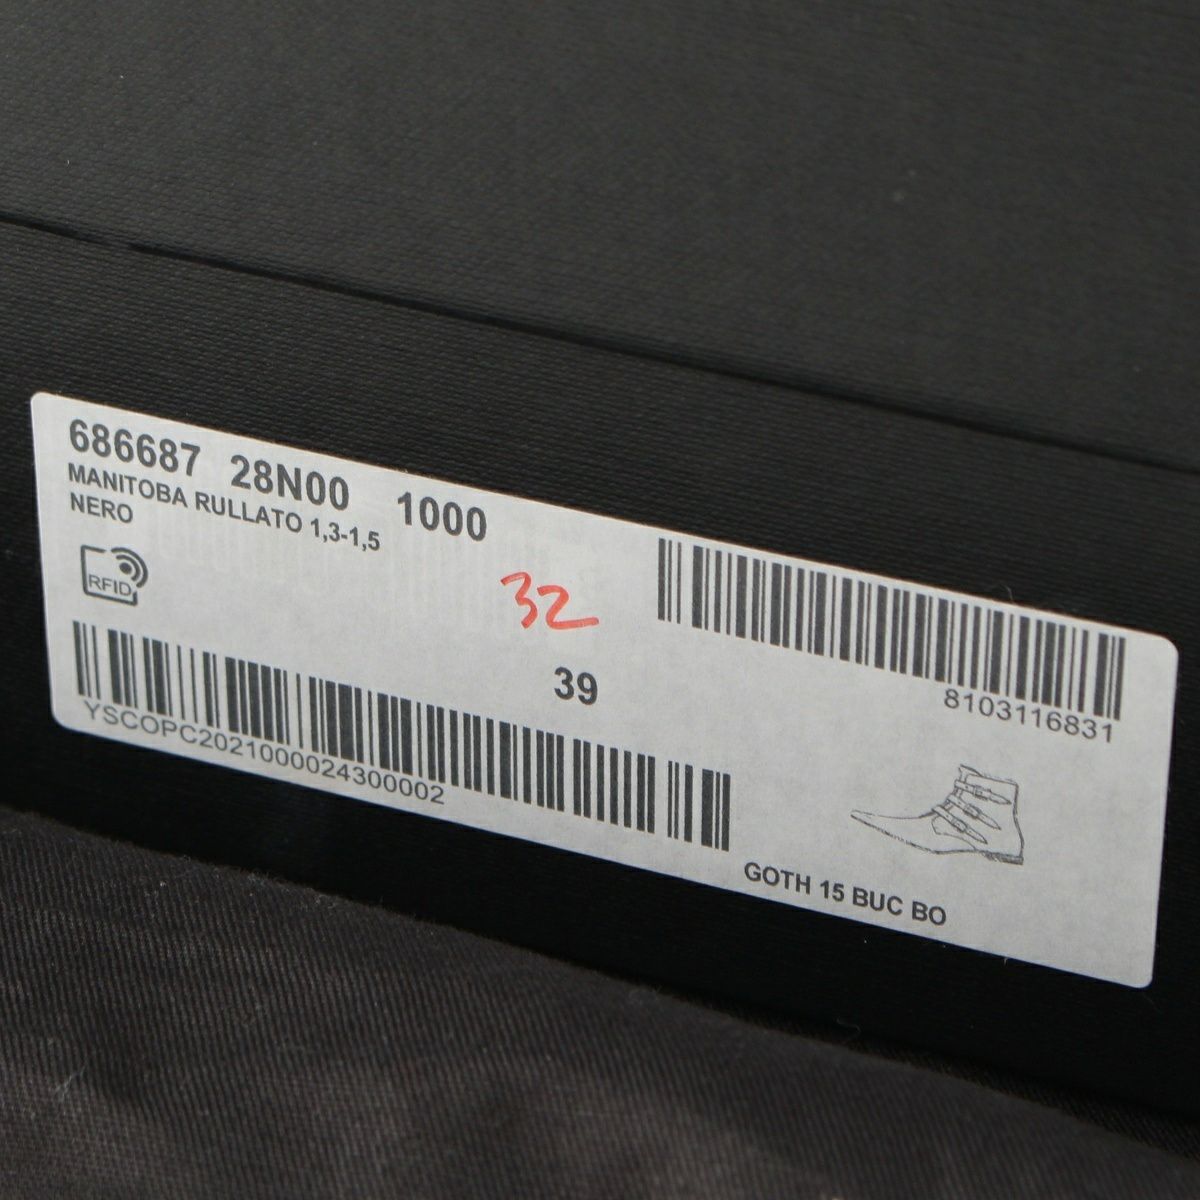 686687 28N00 1000
MANITOBA RULLATO 1,3-1,5
NERO
RFID
32
39
8103116831
YSCOPC2021000024300002
GOTH 15 BUC BO